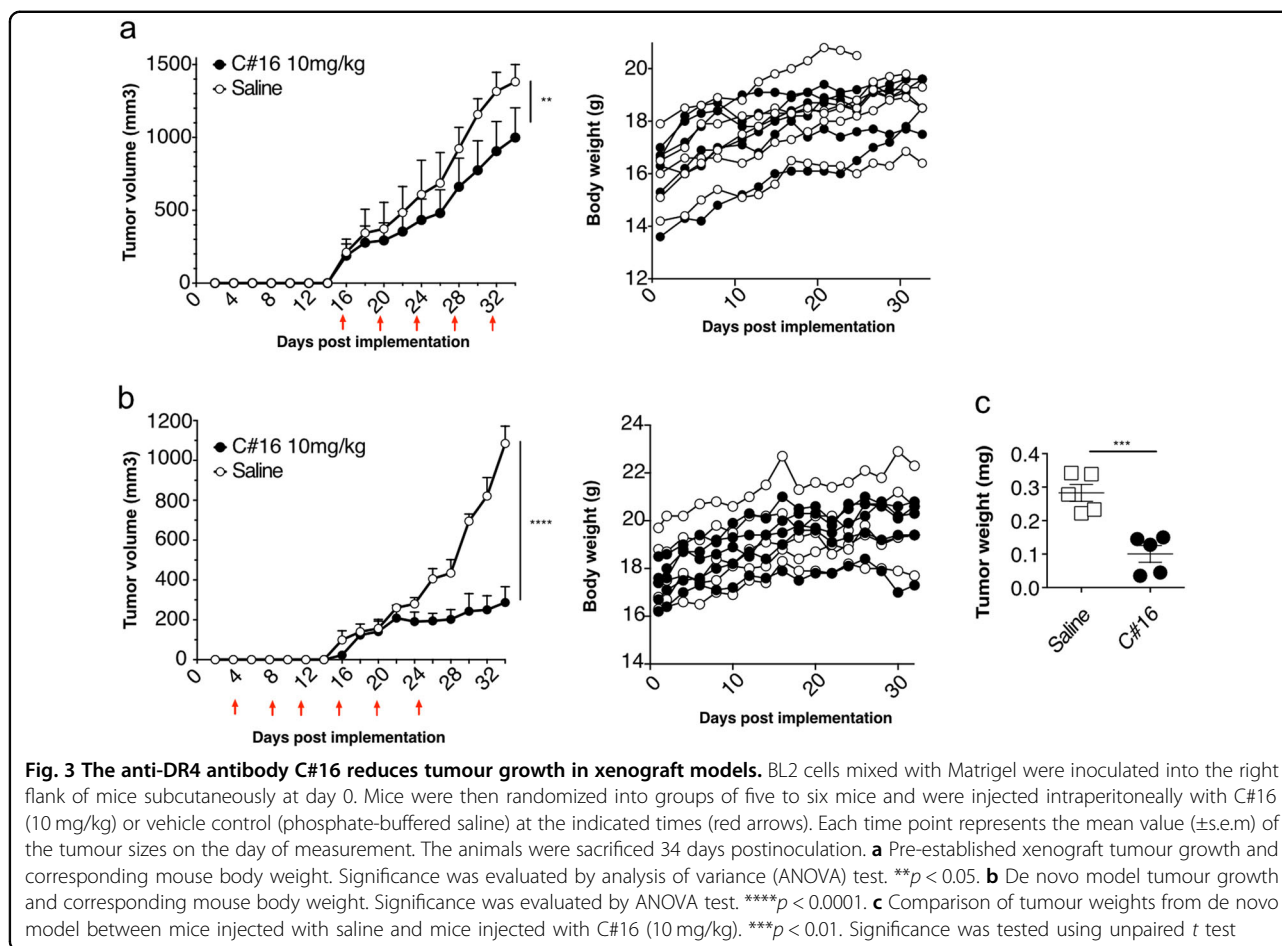 a
C#16 10mg/kg
Saline
Tumor volume (mm3)
1500
1000
500
0
**
0 4 8 12 16 20 24 28 32
Days post implementation
Body weight (g)
20
18
16
14
12
0 10 20 30
Days post implementation
b
C#16 10mg/kg
Saline
Tumor volume (mm3)
1200
1000
800
600
400
200
0
****
0 4 8 12 16 20 24 28 32
Days post implementation
Body weight (g)
24
22
20
18
16
14
0 10 20 30
Days post implementation
c
***
Tumor weight (mg)
0.4
0.3
0.2
0.1
0.0
Saline C#16
Fig. 3 The anti-DR4 antibody C#16 reduces tumour growth in xenograft models. BL2 cells mixed with Matrigel were inoculated into the right
flank of mice subcutaneously at day 0. Mice were then randomized into groups of five to six mice and were injected intraperitoneally with C#16
(10 mg/kg) or vehicle control (phosphate-buffered saline) at the indicated times (red arrows). Each time point represents the mean value (±s.e.m) of
the tumour sizes on the day of measurement. The animals were sacrificed 34 days postinoculation. a Pre-established xenograft tumour growth and
corresponding mouse body weight. Significance was evaluated by analysis of variance (ANOVA) test. **p < 0.05. b De novo model tumour growth
and corresponding mouse body weight. Significance was evaluated by ANOVA test. ****p < 0.0001. c Comparison of tumour weights from de novo
model between mice injected with saline and mice injected with C#16 (10 mg/kg). ***p < 0.01. Significance was tested using unpaired t test